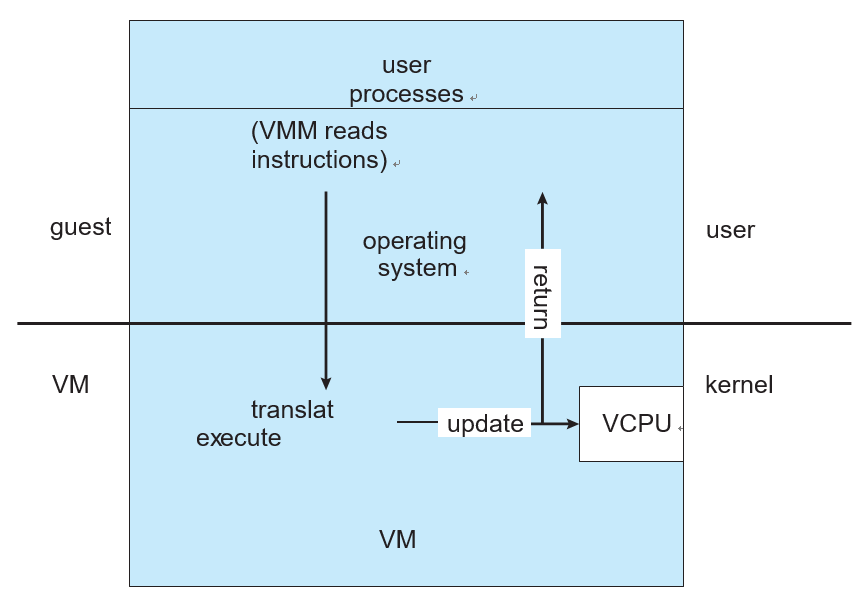 user
processes
(VMM reads
instructions)
guest
user
operating
system
return
VM
kernel
translat
execute
update
VCPU
VM